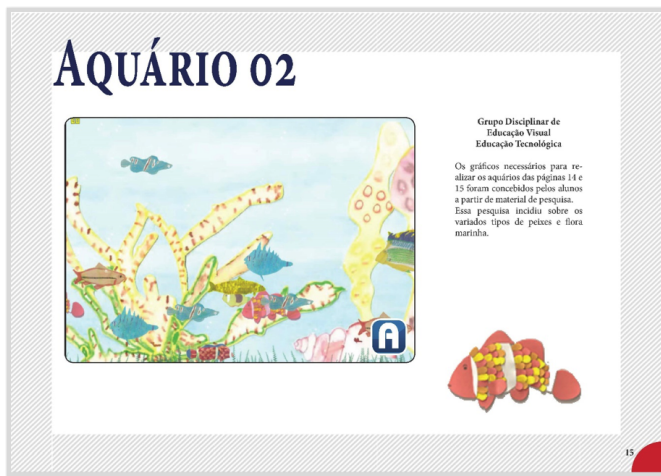 AQUÁRIO 02
Grupo Disciplinar de
Educação Visual
Educação Tecnológica
Os gráficos necessários para re-
alizar os aquários das páginas 14 e
15 foram concebidos pelos alunos
a partir de material de pesquisa.
Essa pesquisa incidiu sobre os
variados tipos de peixes e flora
marinha.
A
15